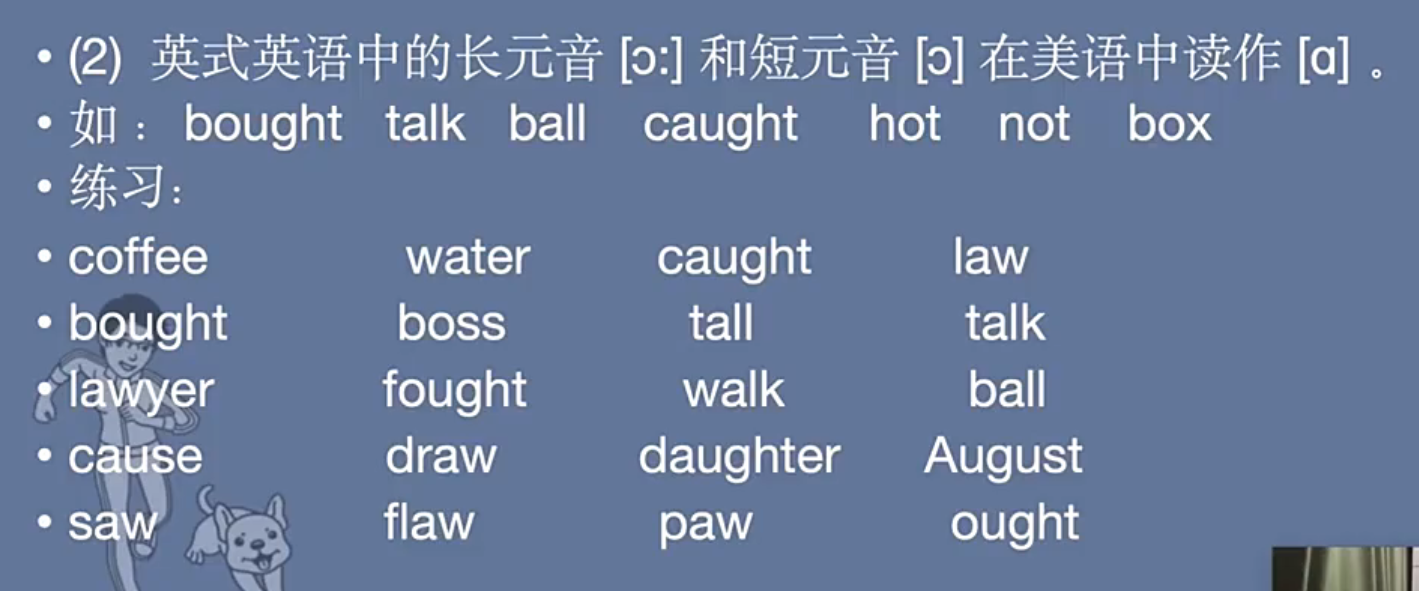 • (2) 英式英语中的长元音 [ɔ:] 和短元音 [ɔ] 在美语中读作 [ɑ] 。
• 如： bought talk ball caught hot not box
• 练习：
• coffee water caught law
• bought boss tall talk
• lawyer fought walk ball
• cause draw daughter August
• saw flaw paw ought